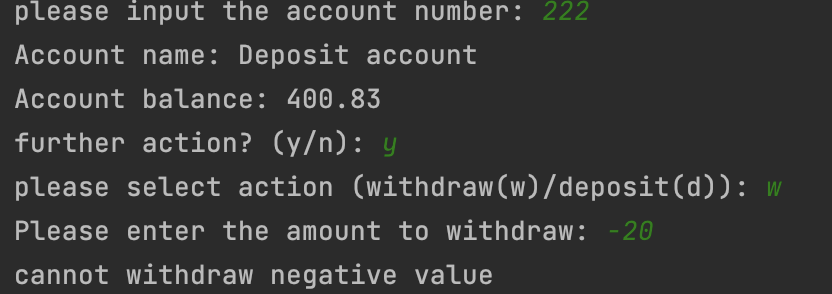 please input the account number: 222
Account name: Deposit account
Account balance: 400.83
further action? (y/n): y
please select action (withdraw(w)/deposit(d)): w
Please enter the amount to withdraw: -20
cannot withdraw negative value